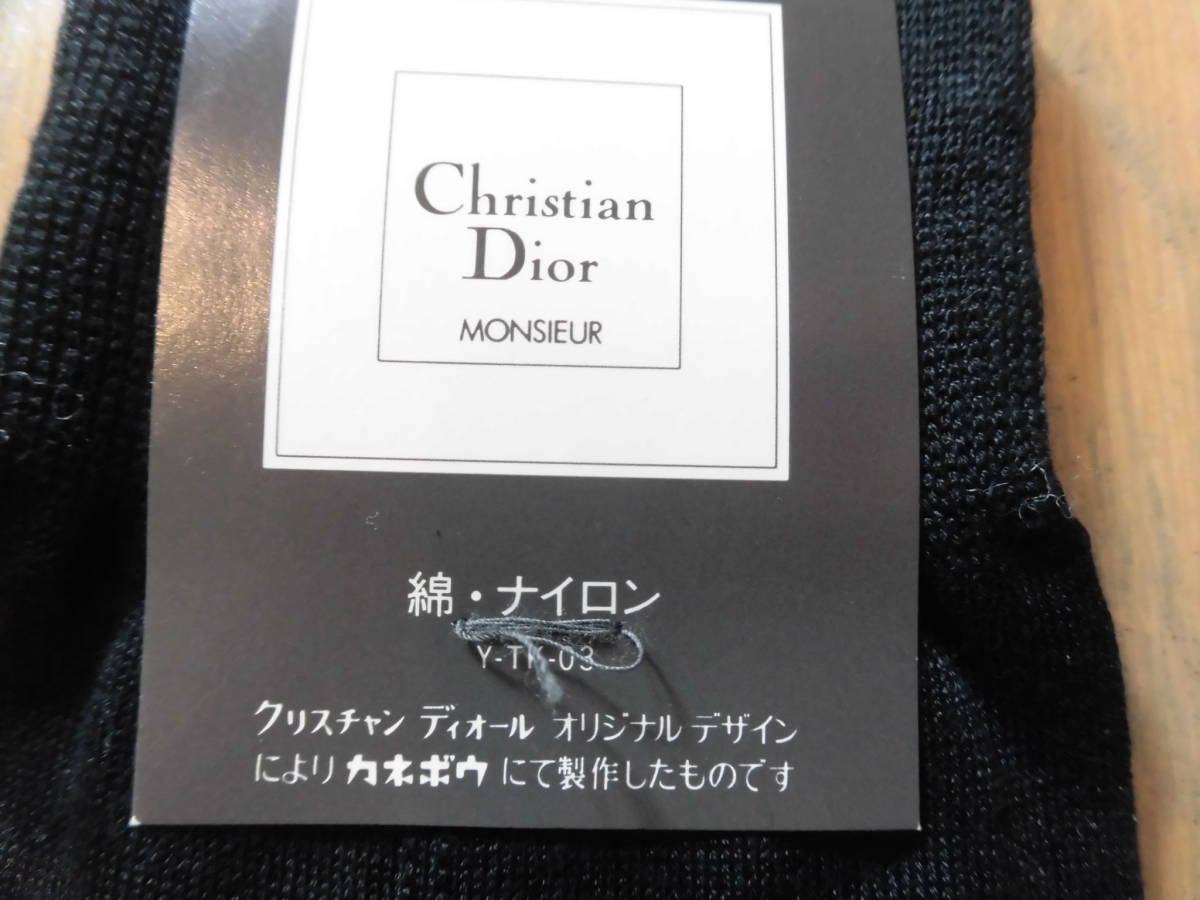 Christian
Dior
MONSIEUR
綿・ナイロン
クリスチャン ディオール オリジナル デザイン
により カネボウ にて製作したものです